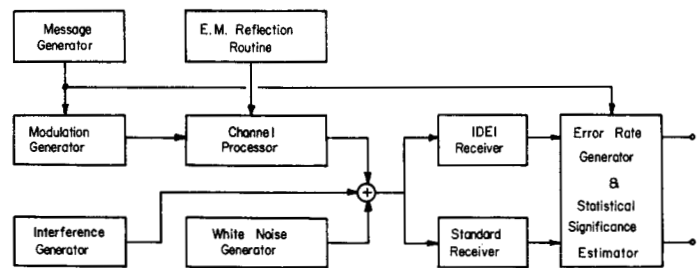 Message
Generator
E.M. Reflection
Routine
Modulation
Generator
Channel
Processor
IDEI
Receiver
Error Rate
Generator
&
Statistical
Significance
Estimator
Interference
Generator
White Noise
Generator
Standard
Receiver